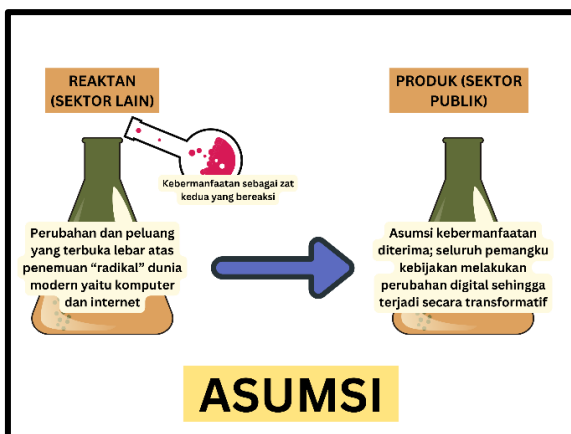 REAKTAN
(SEKTOR LAIN)
PRODUK (SEKTOR
PUBLIK)
Kebermanfaatan sebagai zat
kedua yang bereaksi
Perubahan dan peluang
yang terbuka lebar atas
penemuan “radikal” dunia
modern yaitu komputer
dan internet
Asumsi kebermanfaatan
diterima; seluruh pemangku
kebijakan melakukan
perubahan digital sehingga
terjadi secara transformatif
ASUMSI